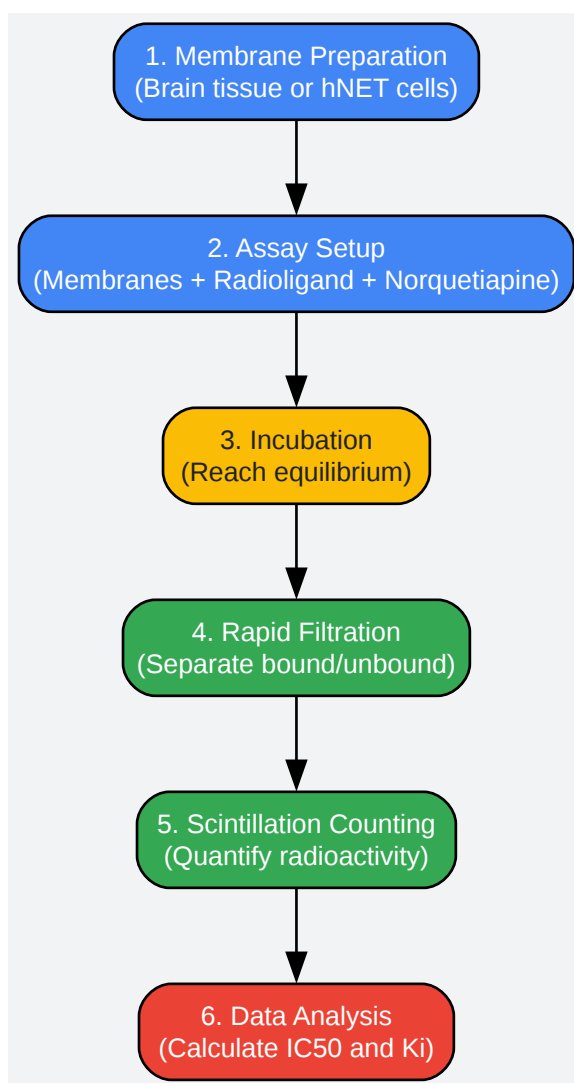 1. Membrane Preparation
(Brain tissue or hNET cells)
2. Assay Setup
(Membranes + Radioligand + Norquetiapine)
3. Incubation
(Reach equilibrium)
4. Rapid Filtration
(Separate bound/unbound)
5. Scintillation Counting
(Quantify radioactivity)
6. Data Analysis
(Calculate IC50 and Ki)